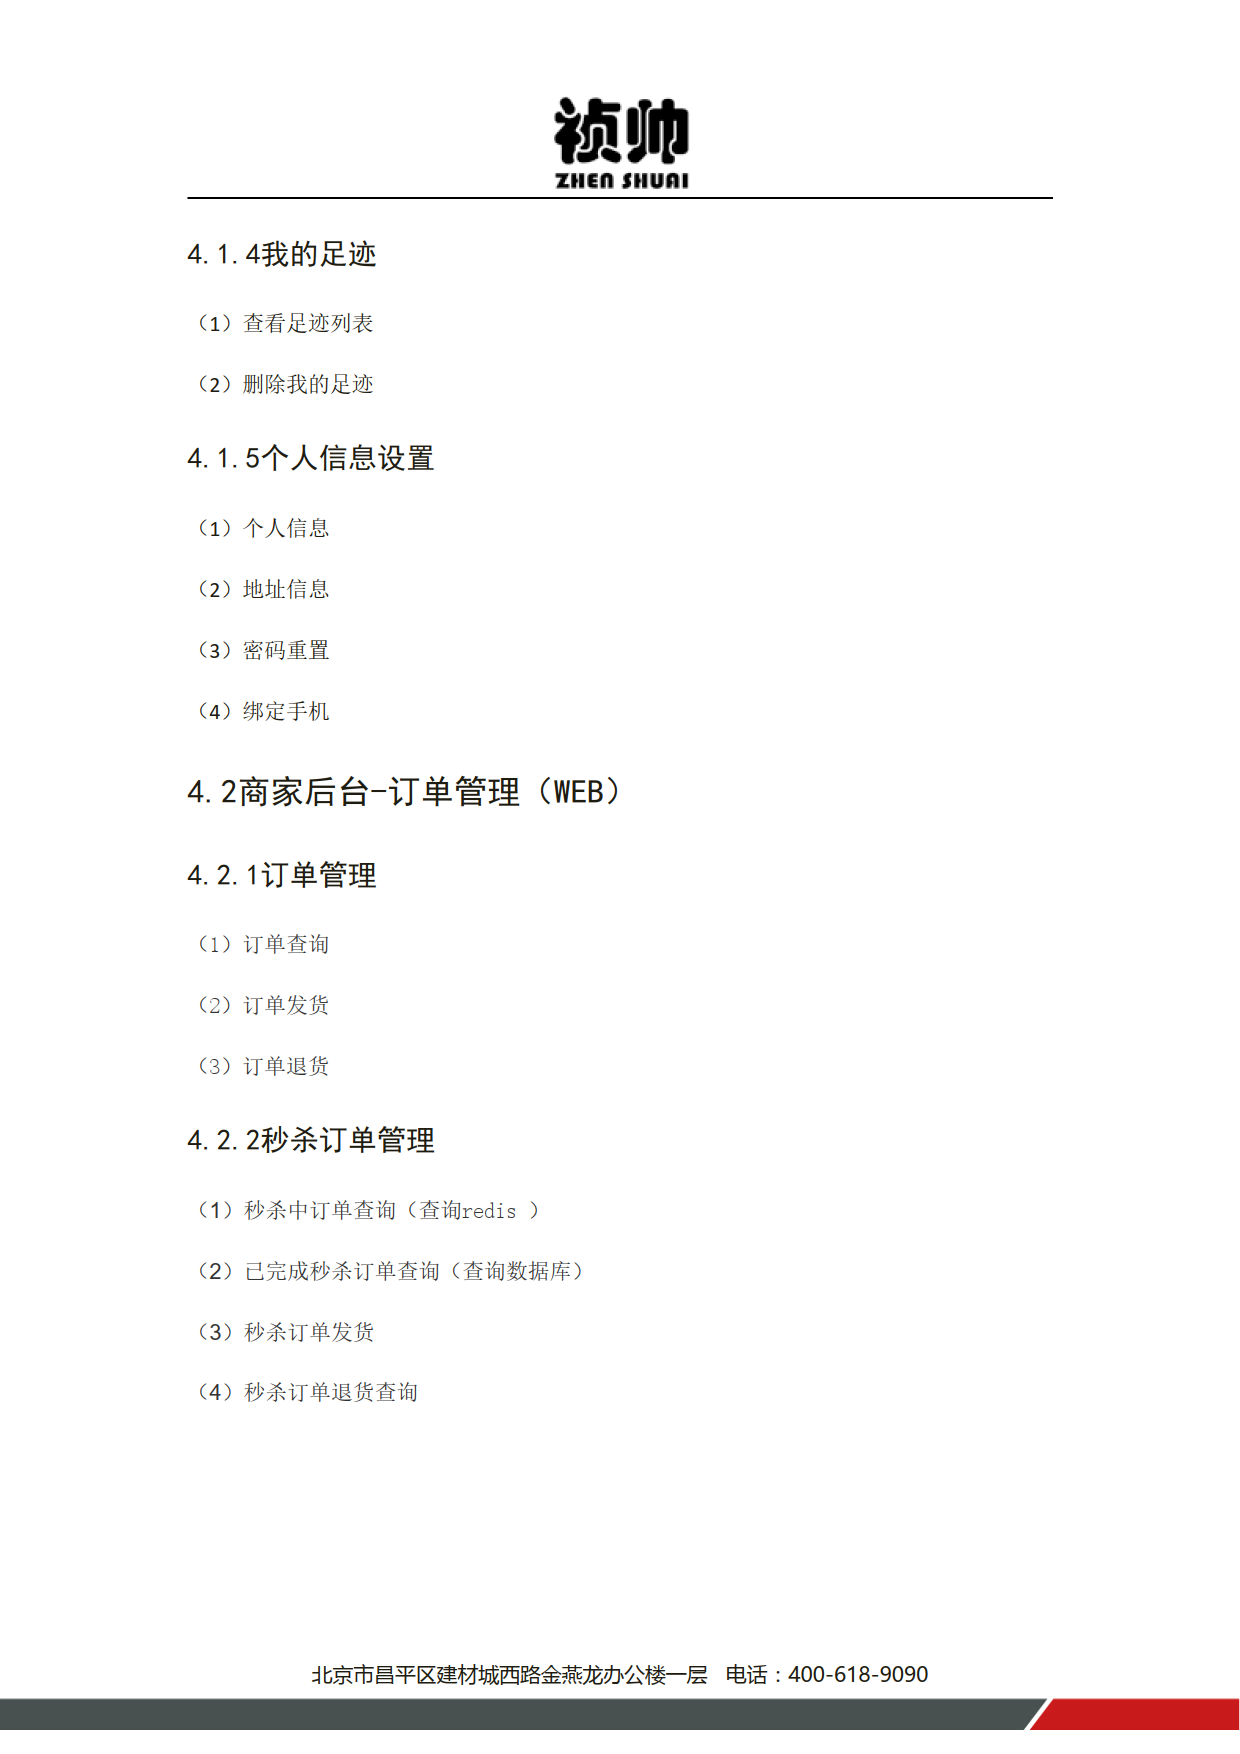 祯帅
ZHEN SHUAI
4.1.4我的足迹
（1）查看足迹列表
（2）删除我的足迹
4.1.5个人信息设置
（1）个人信息
（2）地址信息
（3）密码重置
（4）绑定手机
4.2商家后台-订单管理（WEB）
4.2.1订单管理
（1）订单查询
（2）订单发货
（3）订单退货
4.2.2秒杀订单管理
（1）秒杀中订单查询（查询redis ）
（2）已完成秒杀订单查询（查询数据库）
（3）秒杀订单发货
（4）秒杀订单退货查询
北京市昌平区建材城西路金燕龙办公楼一层 电话：400-618-9090